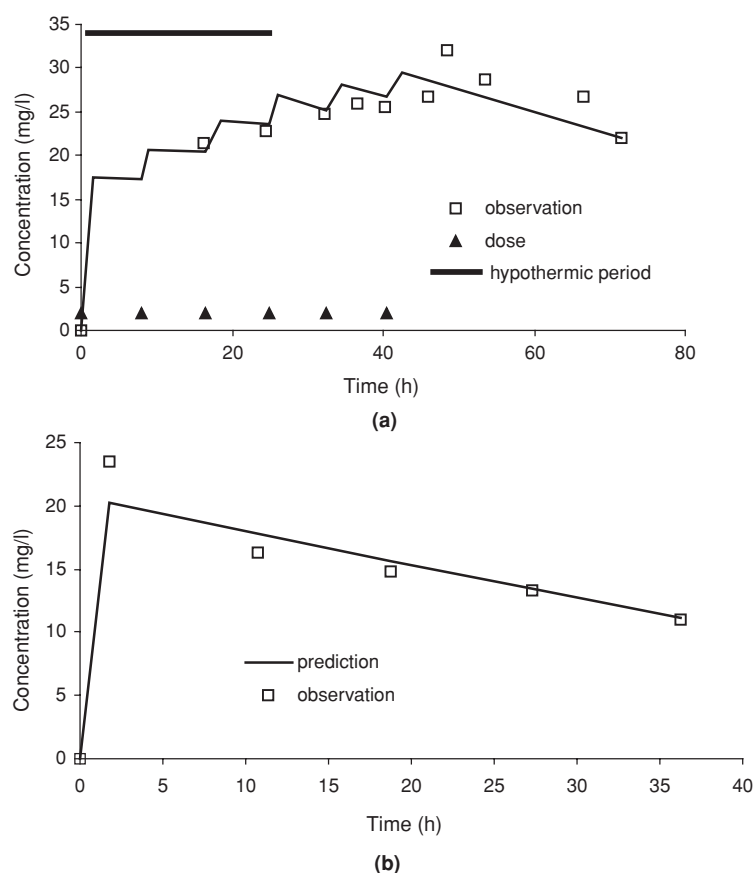 35
30
25
20
15
10
5
0
Concentration (mg/l)
observation
dose
hypothermic period
0 20 40 60 80
Time (h)
(a)
25
20
15
10
5
0
Concentration (mg/l)
prediction
observation
0 5 10 15 20 25 30 35 40
Time (h)
(b)